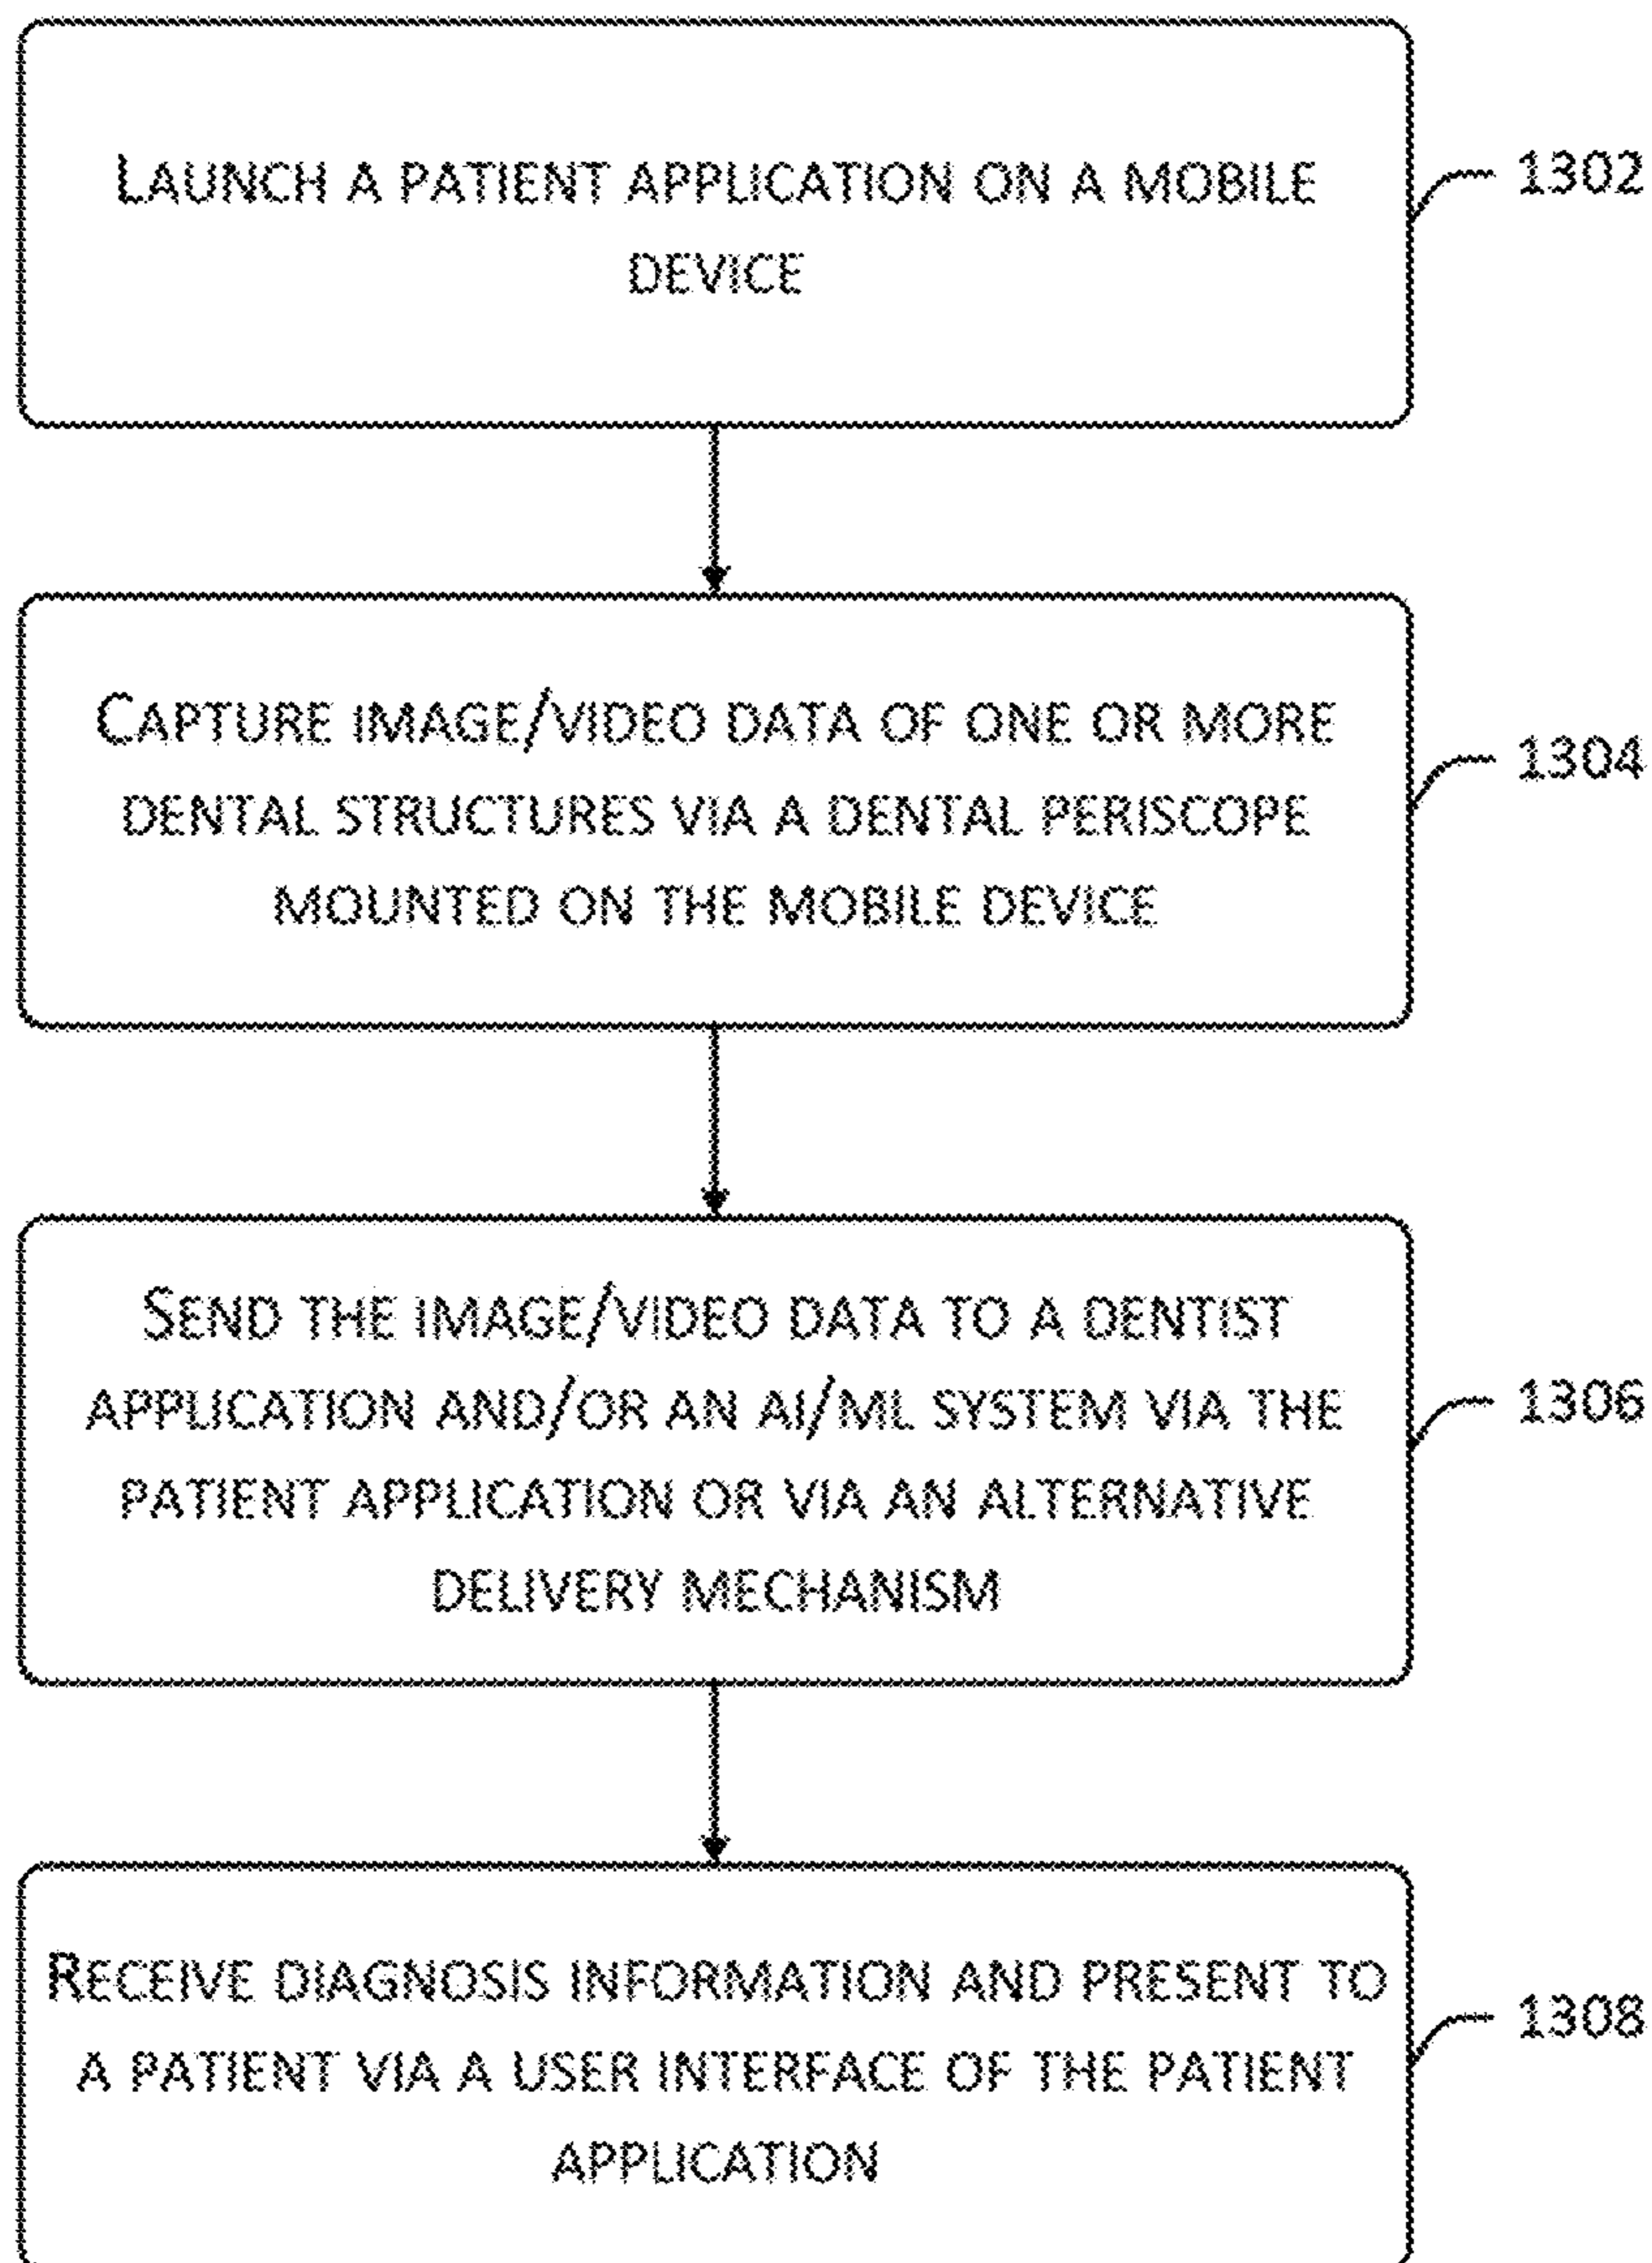 LAUNCH A PATIENT APPLICATION ON A MOBILE
DEVICE
1302
CAPTURE IMAGE/VIDEO DATA OF ONE OR MORE
DENTAL STRUCTURES VIA A DENTAL PERISCOPE
MOUNTED ON THE MOBILE DEVICE
1304
SEND THE IMAGE/VIDEO DATA TO A DENTIST
APPLICATION AND/OR AN AI/ML SYSTEM VIA THE
PATIENT APPLICATION OR VIA AN ALTERNATIVE
DELIVERY MECHANISM
1306
RECEIVE DIAGNOSIS INFORMATION AND PRESENT TO
A PATIENT VIA A USER INTERFACE OF THE PATIENT
APPLICATION
1308